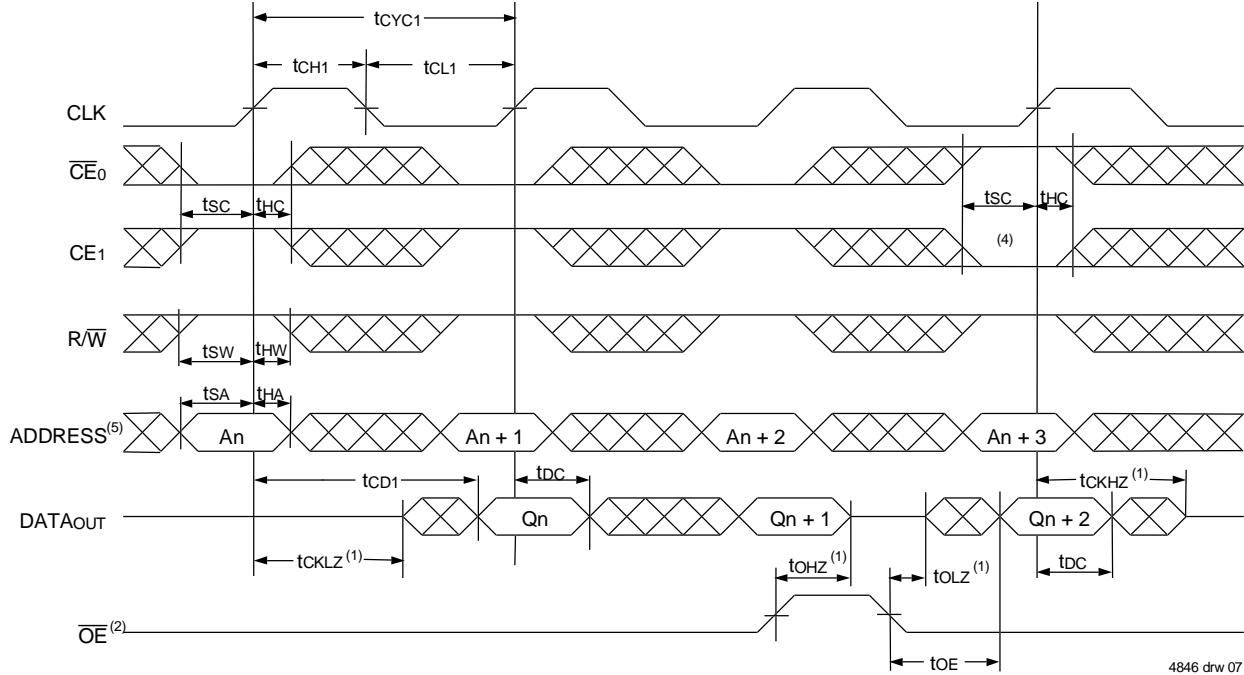 tCYC1
tCH1 tCL1
CLK
CE0
tSC tHC tSC tHC
CE1 (4)
R/W
tSW tHW
tSA tHA
ADDRESS(5) An An + 1 An + 2 An + 3
tCD1 tDC tCKHZ(1)
DATAOUT Qn Qn + 1 Qn + 2
tCKLZ(1) tOHZ(1) tOLZ(1) tDC
OE(2)
tOE
4846 drw 07